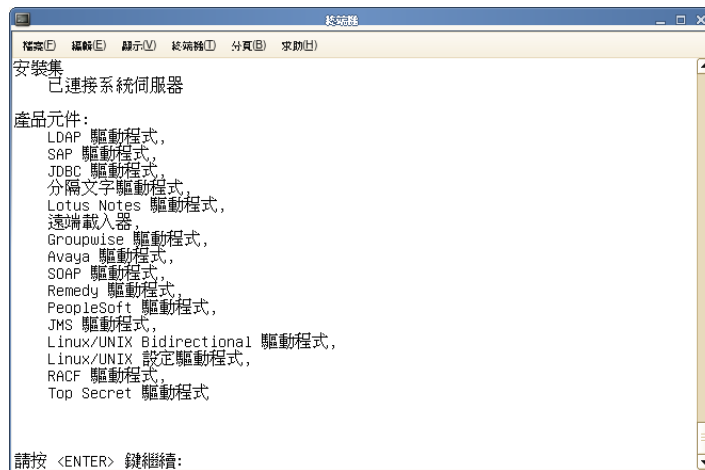 終端機
檔案(F) 編輯(E) 顯示(V) 終端機(T) 分頁(B) 求助(H)
安裝集
已連接系統伺服器
產品元件:
LDAP 驅動程式,
SAP 驅動程式,
JDBC 驅動程式,
分隔文字驅動程式,
Lotus Notes 驅動程式,
遠端載入器,
Groupwise 驅動程式,
Avaya 驅動程式,
SOAP 驅動程式,
Remedy 驅動程式,
PeopleSoft 驅動程式,
JMS 驅動程式,
Linux/UNIX Bidirectional 驅動程式,
Linux/UNIX 設定驅動程式,
RACF 驅動程式,
Top Secret 驅動程式
請按 <ENTER> 鍵繼續: